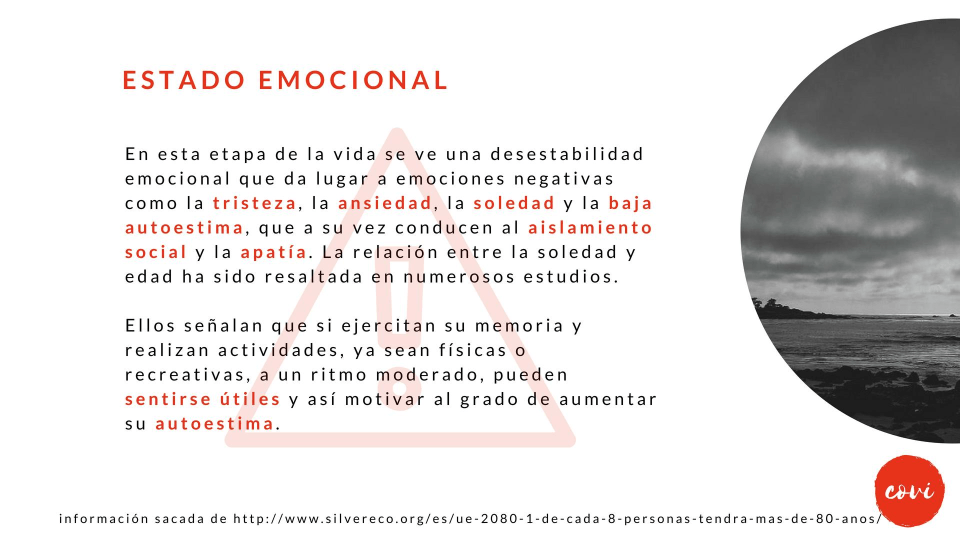 ESTADO EMOCIONAL
En esta etapa de la vida se ve una desestabilidad
emocional que da lugar a emociones negativas
como la tristeza, la ansiedad, la soledad y la baja
autoestima, que a su vez conducen al aislamiento
social y la apatía. La relación entre la soledad y
edad ha sido resaltada en numerosos estudios.
Ellos señalan que si ejercitan su memoria y
realizan actividades, ya sean físicas o
recreativas, a un ritmo moderado, pueden
sentirse útiles y así motivar al grado de aumentar
su autoestima.
covi
información sacada de http://www.silvereco.org/es/ue-2080-1-de-cada-8-personas-tendra-mas-de-80-anos/